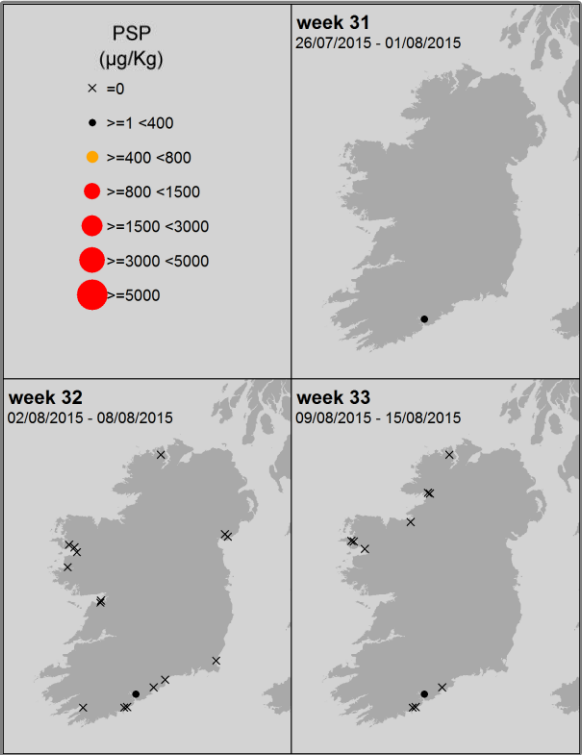 PSP
(µg/Kg)
=0
>=1 <400
>=400 <800
>=800 <1500
>=1500 <3000
>=3000 <5000
>=5000
week 31
26/07/2015 - 01/08/2015
week 32
02/08/2015 - 08/08/2015
week 33
09/08/2015 - 15/08/2015